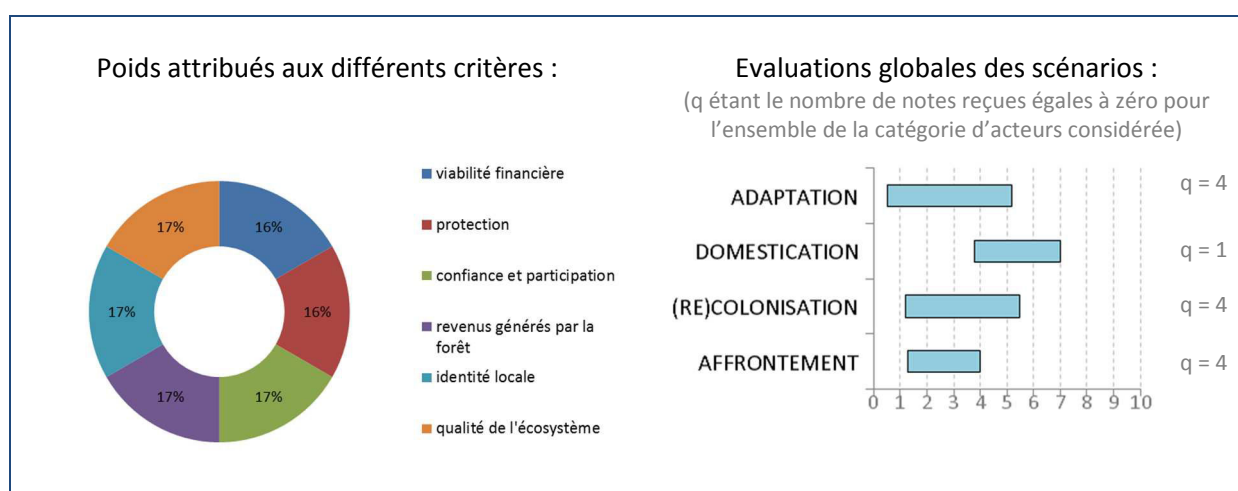 Poids attribués aux différents critères :
17%
16%
17%
16%
17%
17%
viabilité financière
protection
confiance et participation
revenus générés par la
forêt
identité locale
qualité de l'écosystème
Evaluations globales des scénarios :
(q étant le nombre de notes reçues égales à zéro pour
l’ensemble de la catégorie d’acteurs considérée)
ADAPTATION
q = 4
DOMESTICATION
q = 1
(RE)COLONISATION
q = 4
AFFRONTEMENT
q = 4
0 1 2 3 4 5 6 7 8 9 10